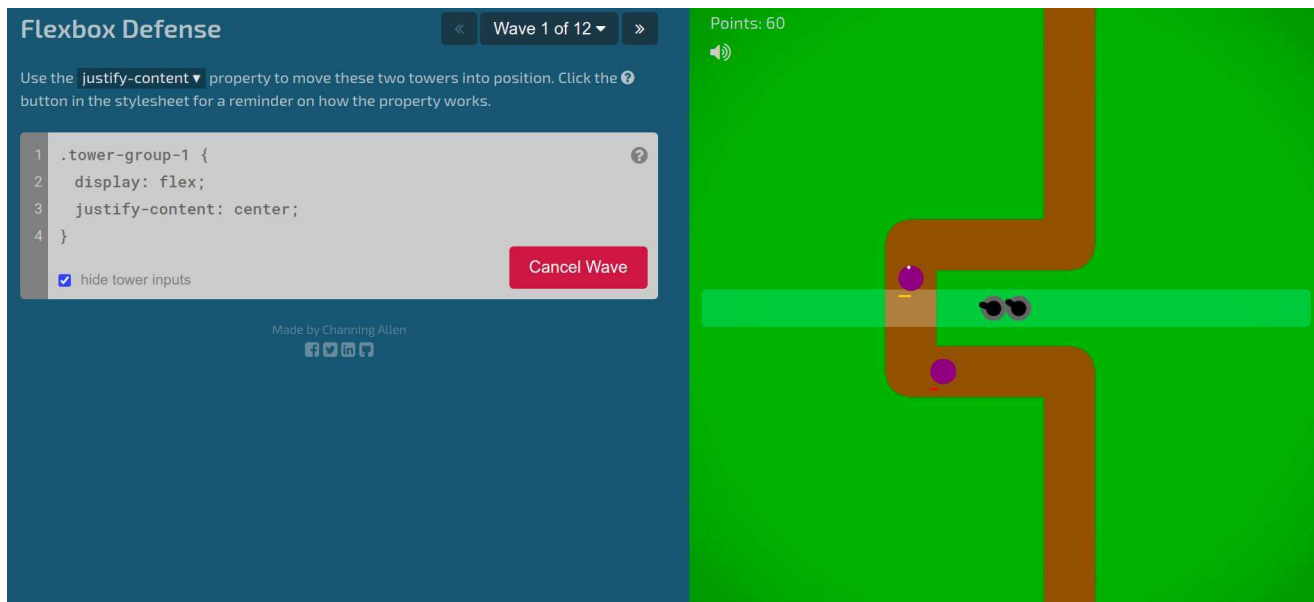 Flexbox Defense
« Wave 1 of 12 »
Points: 60
Use the justify-content property to move these two towers into position. Click the ?
button in the stylesheet for a reminder on how the property works.
1 .tower-group-1 { ?
2 display: flex;
3 justify-content: center;
4 }
Cancel Wave
hide tower inputs
Made by Channing Allen